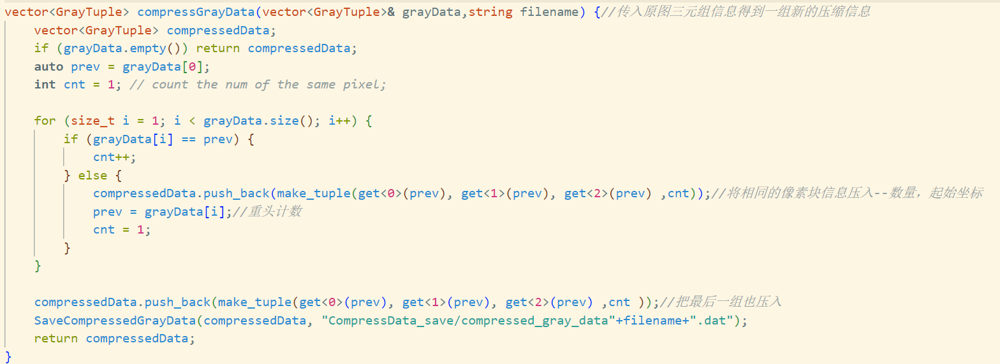 vector<GrayTuple> compressGrayData(vector<GrayTuple>& grayData,string filename) {//传入原图三元组信息得到一组新的压缩信息
    vector<GrayTuple> compressedData;
    if (grayData.empty()) return compressedData;
    auto prev = grayData[0];
    int cnt = 1; // count the num of the same pixel;

    for (size_t i = 1; i < grayData.size(); i++) {
        if (grayData[i] == prev) {
            cnt++;
        } else {
            compressedData.push_back(make_tuple(get<0>(prev), get<1>(prev), get<2>(prev) ,cnt));//将相同的像素块信息压入--数量，起始坐标
            prev = grayData[i];//重头计数
            cnt = 1;
        }
    }

    compressedData.push_back(make_tuple(get<0>(prev), get<1>(prev), get<2>(prev) ,cnt ));//把最后一组也压入
    SaveCompressedGrayData(compressedData, "CompressData_save/compressed_gray_data"+filename+".dat");
    return compressedData;
}